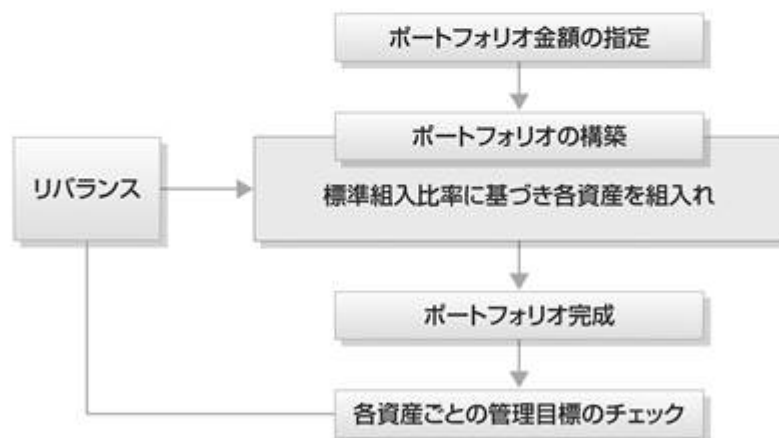 ポートフォリオ金額の指定
ポートフォリオの構築
リバランス
標準組入比率に基づき各資産を組入れ
ポートフォリオ完成
各資産ごとの管理目標のチェック